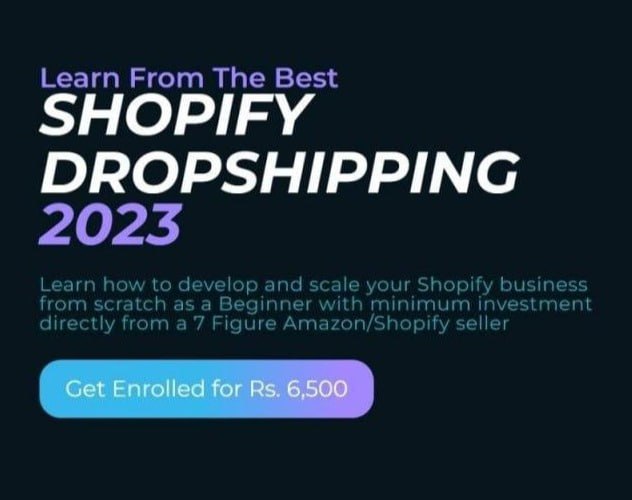 Learn From The Best
SHOPIFY
DROPSHIPPING
2023
Learn how to develop and scale your Shopify business
from scratch as a Beginner with minimum investment
directly from a 7 Figure Amazon/Shopify seller
Get Enrolled for Rs. 6,500